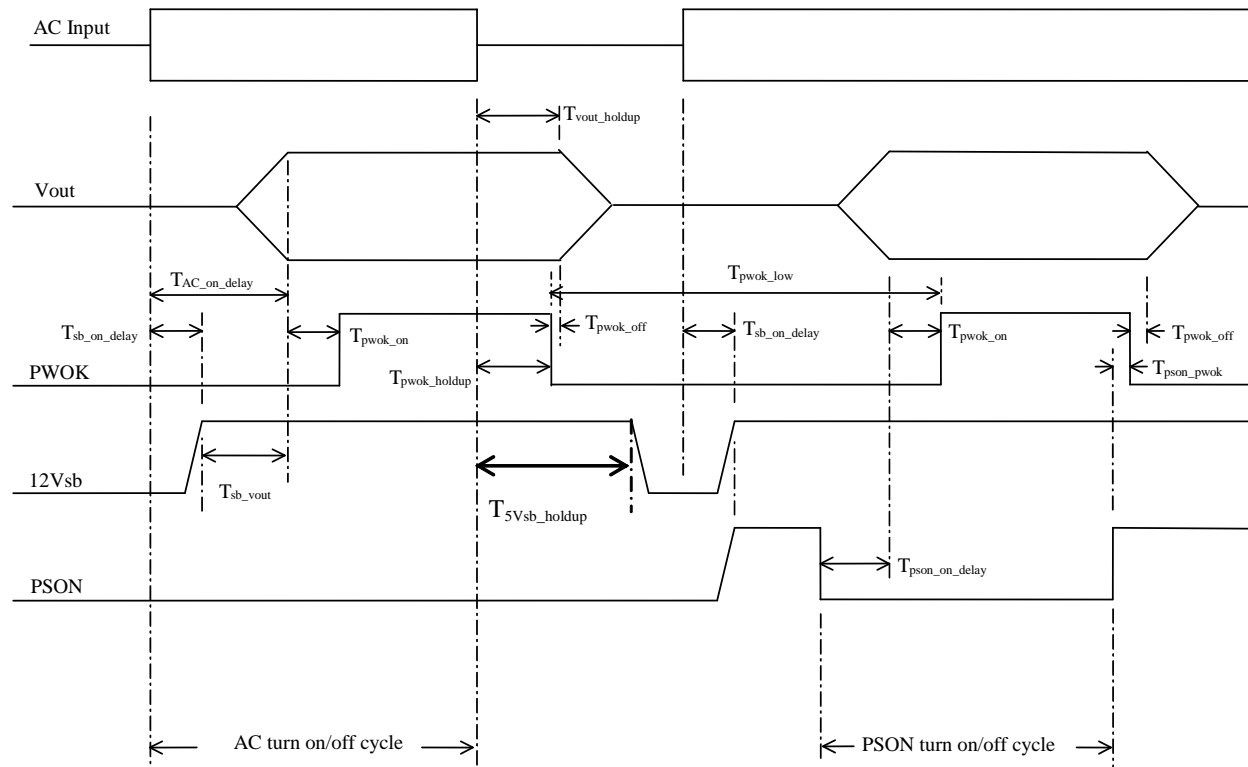 AC Input
Tvout_holdup
Vout
TAC_on_delay
Tpwok_low
Tsb_on_delay
Tpwok_on
Tpwok_off
Tsb_on_delay
Tpwok_on
Tpwok_off
PWOK
Tpwok_holdup
Tpson_pwok
12Vsb
Tsb_vout
T5Vsb_holdup
PSON
Tpson_on_delay
AC turn on/off cycle
PSON turn on/off cycle